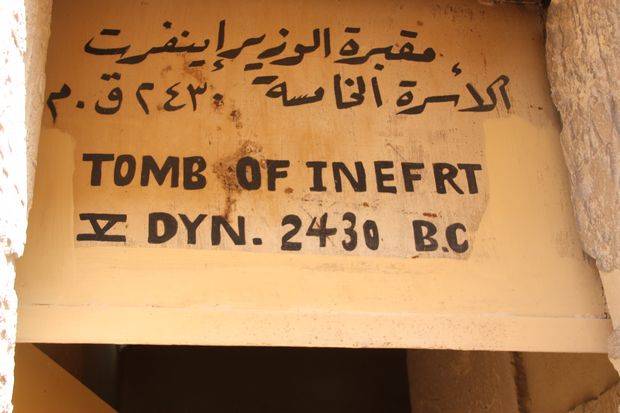 مقبرة الوزير إينفرت
الأسرة الخامسة ٢٤٣٠ ق.م
TOMB OF INEFRT
V DYN. 2430 B.C